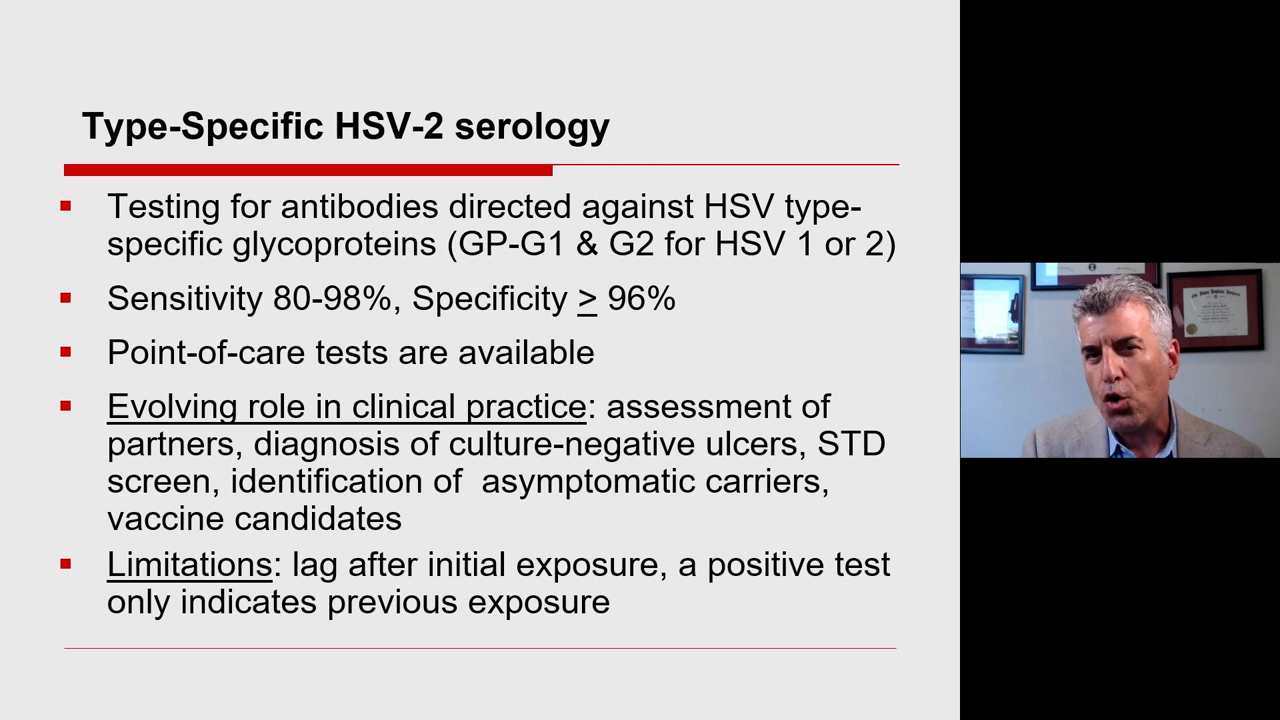 Type-Specific HSV-2 serology
Testing for antibodies directed against HSV type-
specific glycoproteins (GP-G1 & G2 for HSV 1 or 2)
Sensitivity 80-98%, Specificity > 96%
Point-of-care tests are available
Evolving role in clinical practice: assessment of
partners, diagnosis of culture-negative ulcers, STD
screen, identification of asymptomatic carriers,
vaccine candidates
Limitations: lag after initial exposure, a positive test
only indicates previous exposure